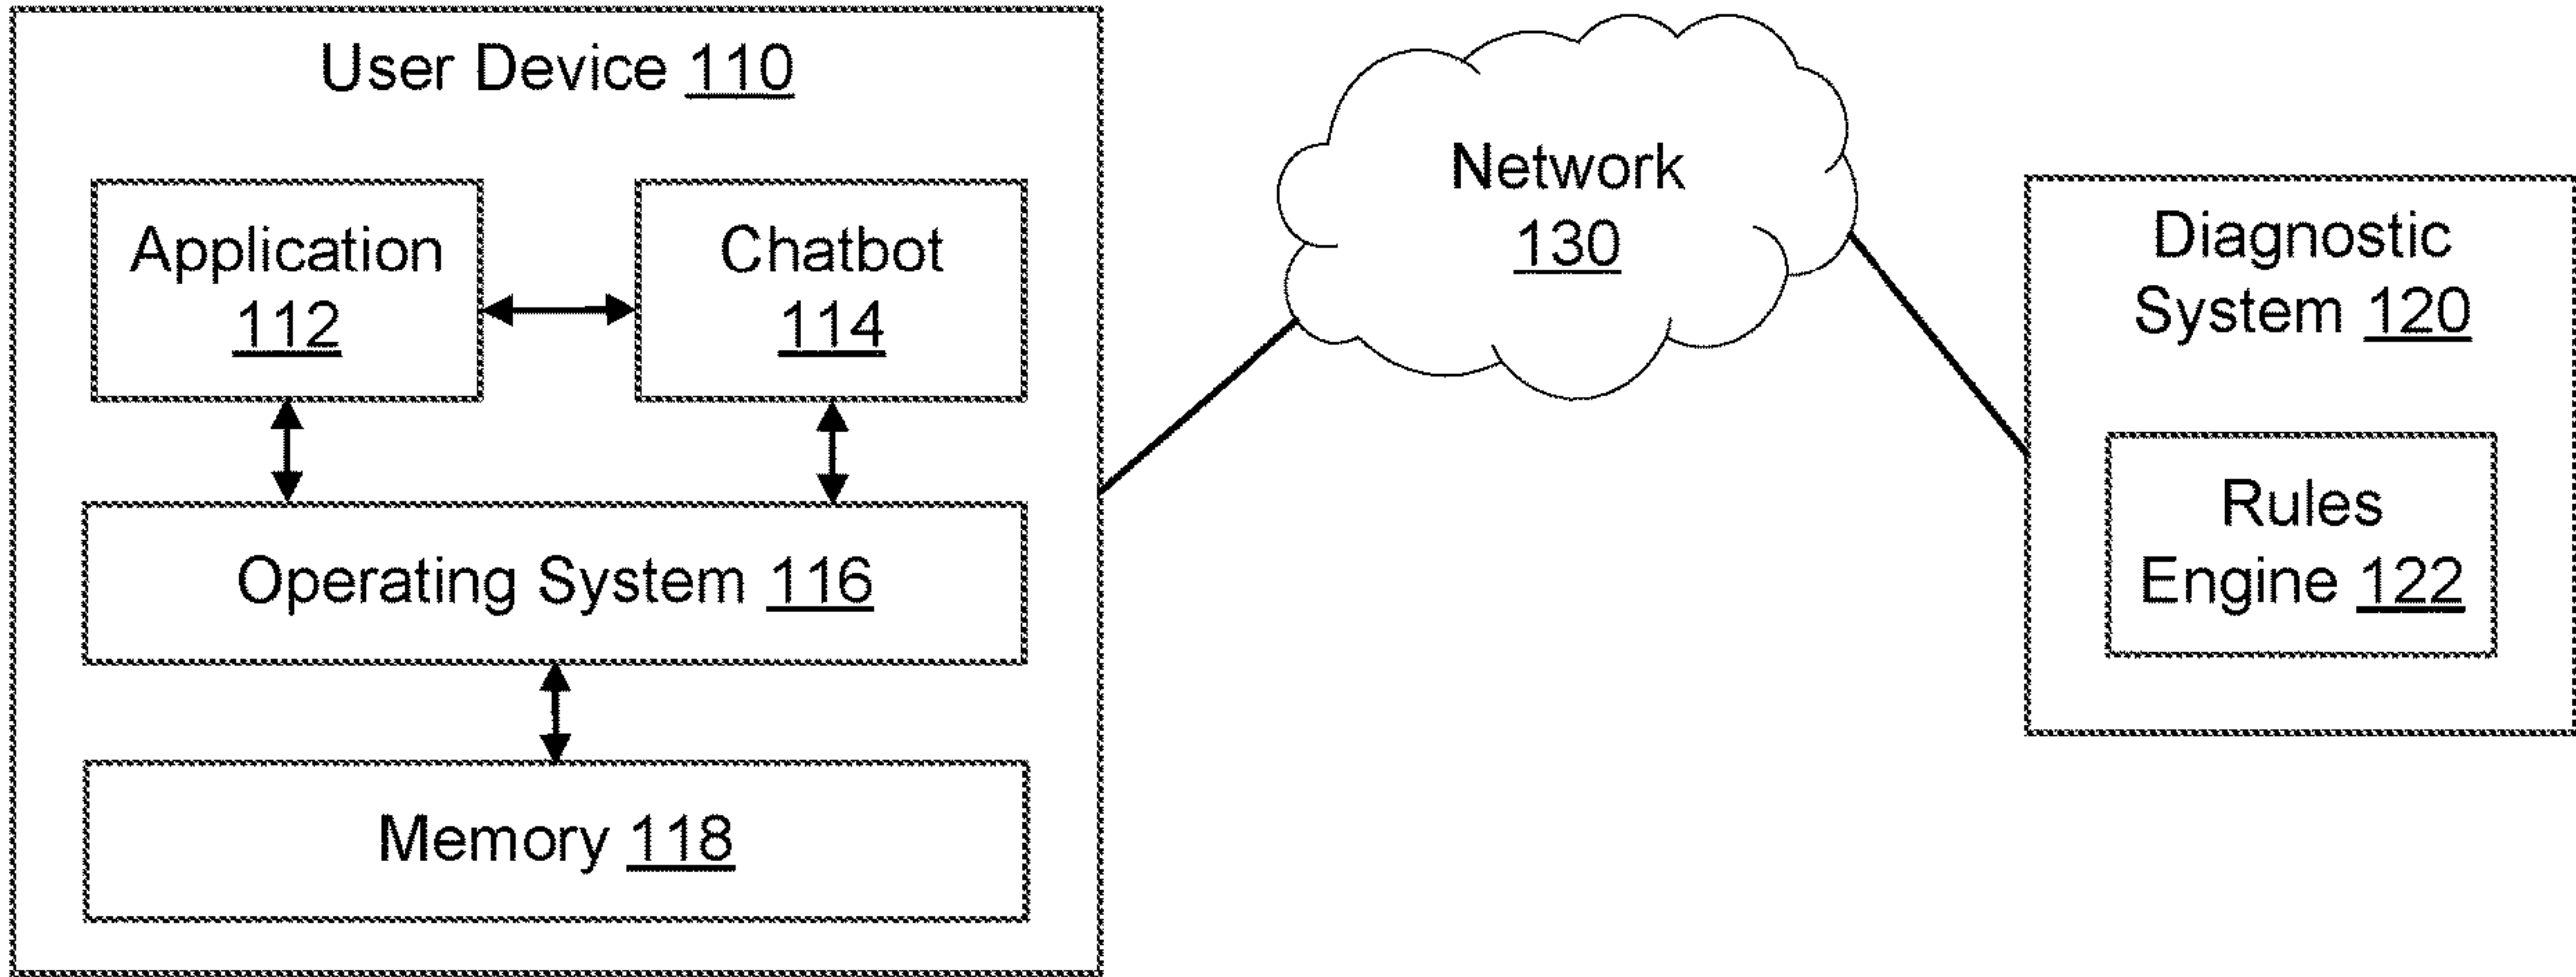 User Device 110
Application
112
Chatbot
114
Operating System 116
Memory 118
Network
130
Diagnostic
System 120
Rules
Engine 122